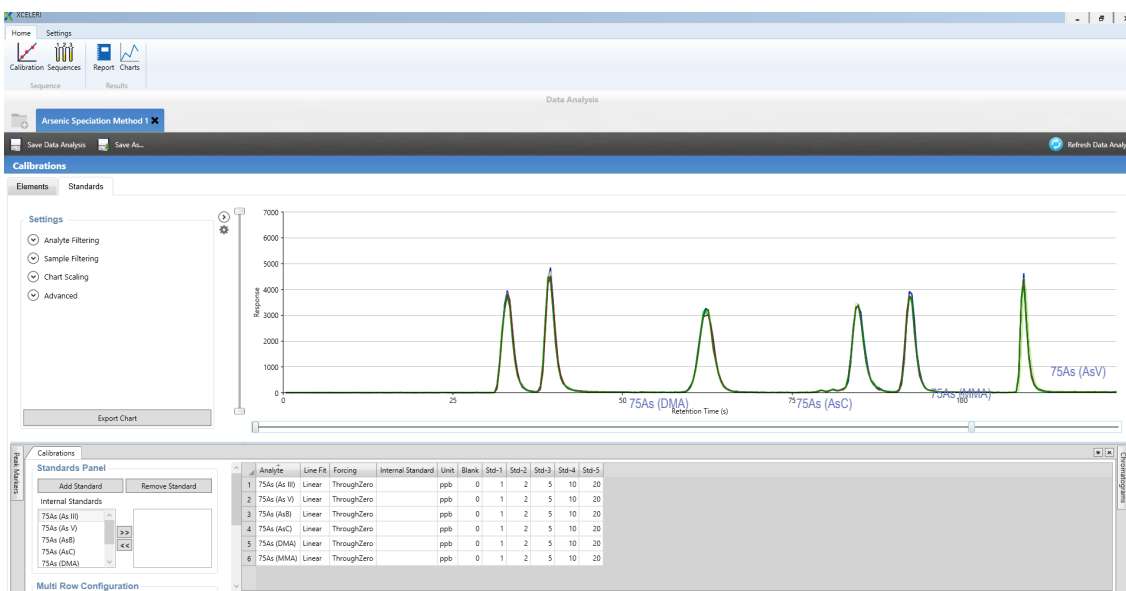 XCELERI
Home Settings
1 2 3
Calibration Sequences Report Charts
Sequence Results
Data Analysis
Arsenic Speciation Method 1
Save Data Analysis Save As... Refresh Data Analy
Calibrations
Elements Standards
Settings
Analyte Filtering
Sample Filtering
Chart Scaling
Advanced
Export Chart
7000
6000
5000
4000
3000
2000
1000
0
Response
0 25 50 75 100
75As (DMA) 75As (AsC) 75As (MMA) 75As (AsV)
Retention Time (s)
Peak Markers
Chromatograms
Calibrations
Standards Panel
Add Standard Remove Standard
Internal Standards
75As (As III)
75As (As V)
75As (AsB)
75As (AsC)
75As (DMA)
>>
<<
Multi Row Configuration
Analyte Line Fit Forcing Internal Standard Unit Blank Std-1 Std-2 Std-3 Std-4 Std-5
1 75As (As III) Linear ThroughZero ppb 0 1 2 5 10 20
2 75As (As V) Linear ThroughZero ppb 0 1 2 5 10 20
3 75As (AsB) Linear ThroughZero ppb 0 1 2 5 10 20
4 75As (AsC) Linear ThroughZero ppb 0 1 2 5 10 20
5 75As (DMA) Linear ThroughZero ppb 0 1 2 5 10 20
6 75As (MMA) Linear ThroughZero ppb 0 1 2 5 10 20